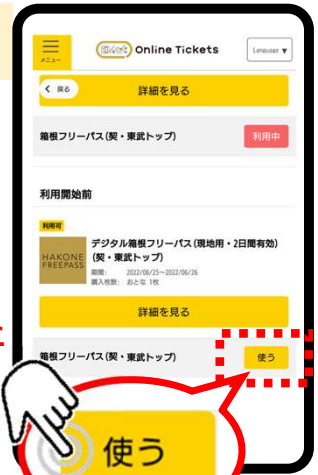 メニュー
EMot Online Tickets
Language ▼
< 戻る
詳細を見る
箱根フリーパス(契・東武トップ)
利用中
利用開始前
利用可
HAKONE
FREEPASS
デジタル箱根フリーパス(現地用・2日間有効)
(契・東武トップ)
期間: 2022/06/25~2022/06/26
購入枚数: おとな 1枚
詳細を見る
箱根フリーパス(契・東武トップ)
使う
使う